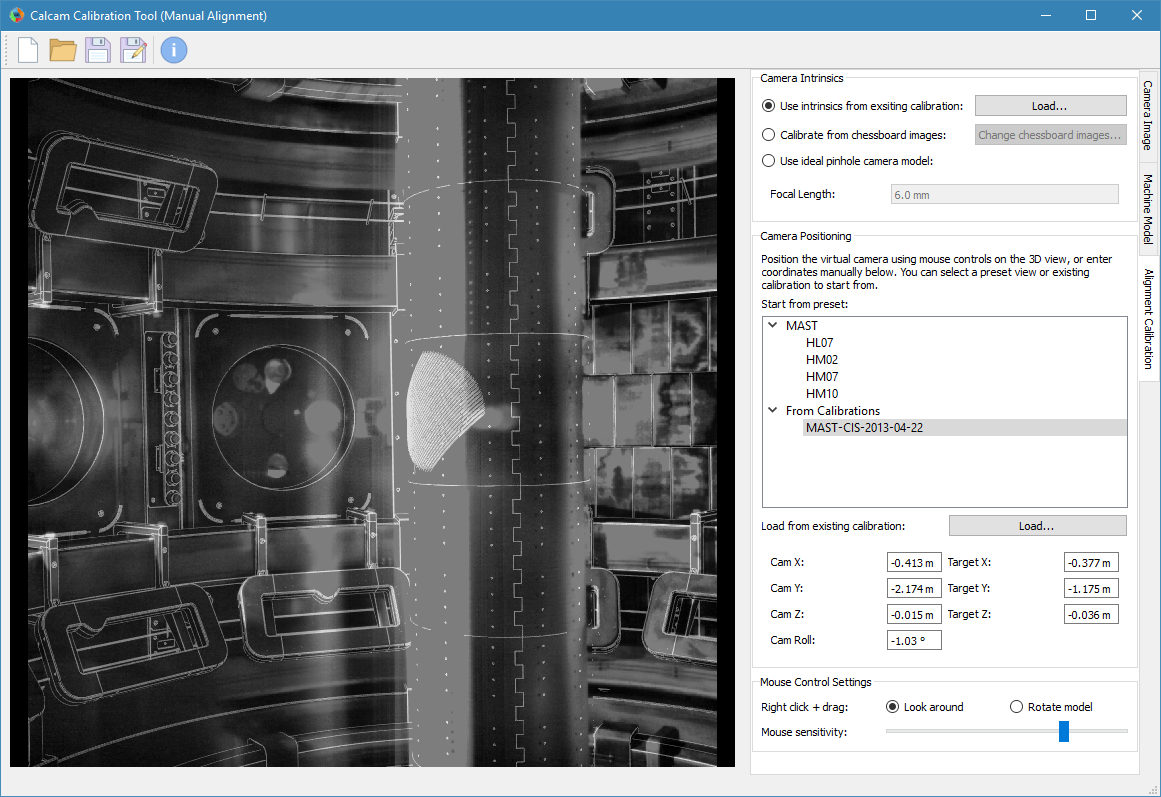 Calcam Calibration Tool (Manual Alignment)
Camera Intrinsics
Use intrinsics from exsiting calibration:
Load...
Calibrate from chessboard images:
Change chessboard images...
Use ideal pinhole camera model:
Focal Length:
6.0 mm
Camera Positioning
Position the virtual camera using mouse controls on the 3D view, or enter
coordinates manually below. You can select a preset view or existing
calibration to start from.
Start from preset:
MAST
HL07
HM02
HM07
HM10
From Calibrations
MAST-CIS-2013-04-22
Load from existing calibration:
Load...
Cam X:
-0.413 m
Target X:
-0.377 m
Cam Y:
-2.174 m
Target Y:
-1.175 m
Cam Z:
-0.015 m
Target Z:
-0.036 m
Cam Roll:
-1.03 °
Mouse Control Settings
Right click + drag:
Look around
Rotate model
Mouse sensitivity:
Camera Image
Machine Model
Alignment Calibration